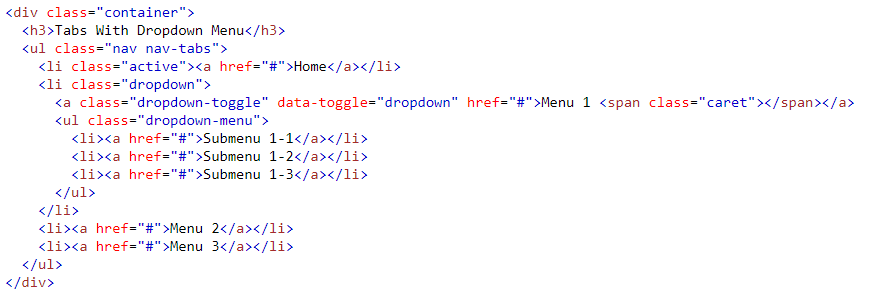 <div class="container">
  <h3>Tabs With Dropdown Menu</h3>
  <ul class="nav nav-tabs">
    <li class="active"><a href="#">Home</a></li>
    <li class="dropdown">
      <a class="dropdown-toggle" data-toggle="dropdown" href="#">Menu 1 <span class="caret"></span></a>
      <ul class="dropdown-menu">
        <li><a href="#">Submenu 1-1</a></li>
        <li><a href="#">Submenu 1-2</a></li>
        <li><a href="#">Submenu 1-3</a></li>
      </ul>
    </li>
    <li><a href="#">Menu 2</a></li>
    <li><a href="#">Menu 3</a></li>
  </ul>
</div>